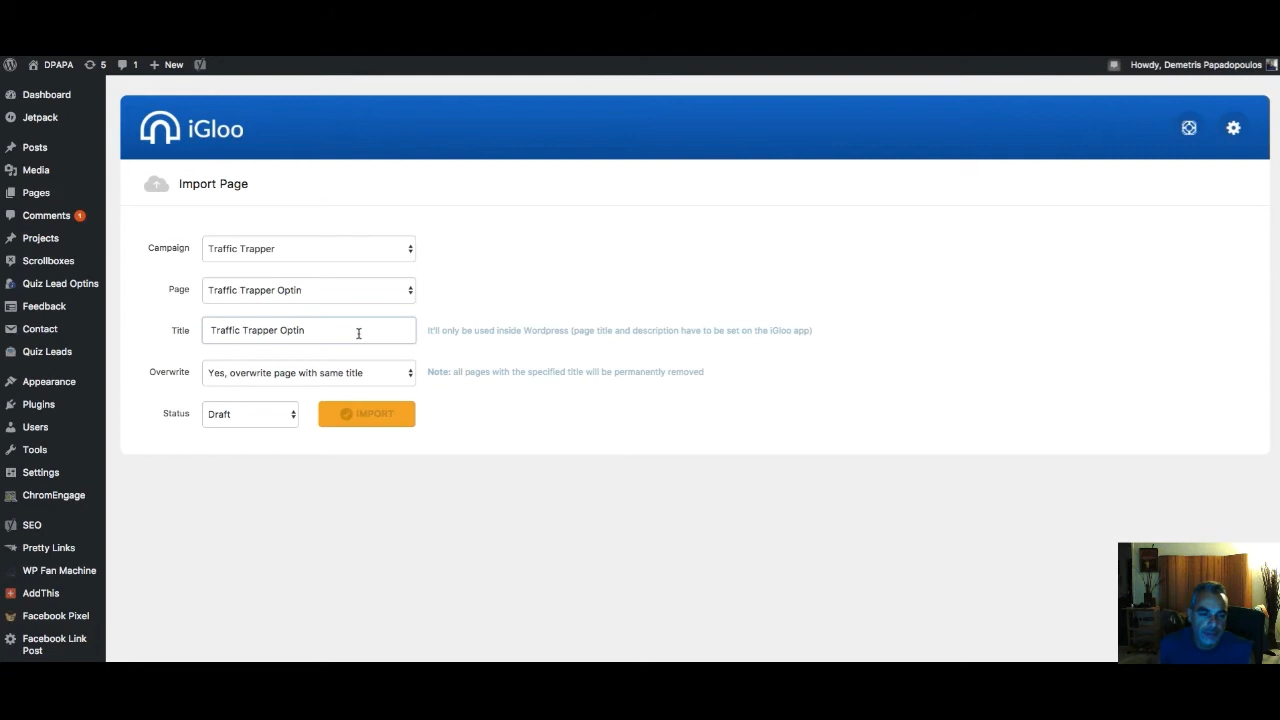 DPAPA 5 1 New Howdy, Demetris Papadopoulos
Dashboard
Jetpack
Posts
Media
Pages
Comments 1
Projects
Scrollboxes
Quiz Lead Optins
Feedback
Contact
Quiz Leads
Appearance
Plugins
Users
Tools
Settings
ChromEngage
SEO
Pretty Links
WP Fan Machine
AddThis
Facebook Pixel
Facebook Link
Post
iGloo
Import Page
Campaign Traffic Trapper
Page Traffic Trapper Optin
Title Traffic Trapper Optin It'll only be used inside Wordpress (page title and description have to be set on the iGloo app)
Overwrite Yes, overwrite page with same title Note: all pages with the specified title will be permanently removed
Status Draft IMPORT